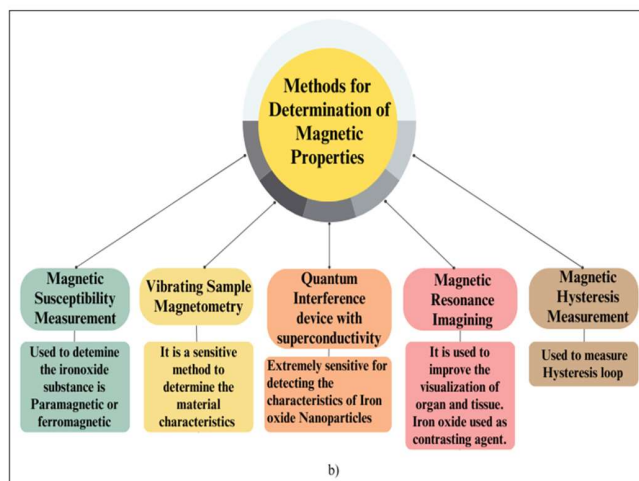 Methods for
Determination of
Magnetic
Properties
Magnetic
Susceptibility
Measurement
Used to detemine
the ironoxide
substance is
Paramagnetic or
ferromagnetic
Vibrating Sample
Magnetometry
It is a sensitive
method to
determine the
material
characteristics
Quantum
Interference
device with
superconductivity
Extremely sensitive for
detecting the
characteristics of Iron
oxide Nanoparticles
Magnetic
Resonance
Imagining
It is used to
improve the
visualization of
organ and tissue.
Iron oxide used as
contrasting agent.
Magnetic
Hysteresis
Measurement
Used to measure
Hysteresis loop
b)